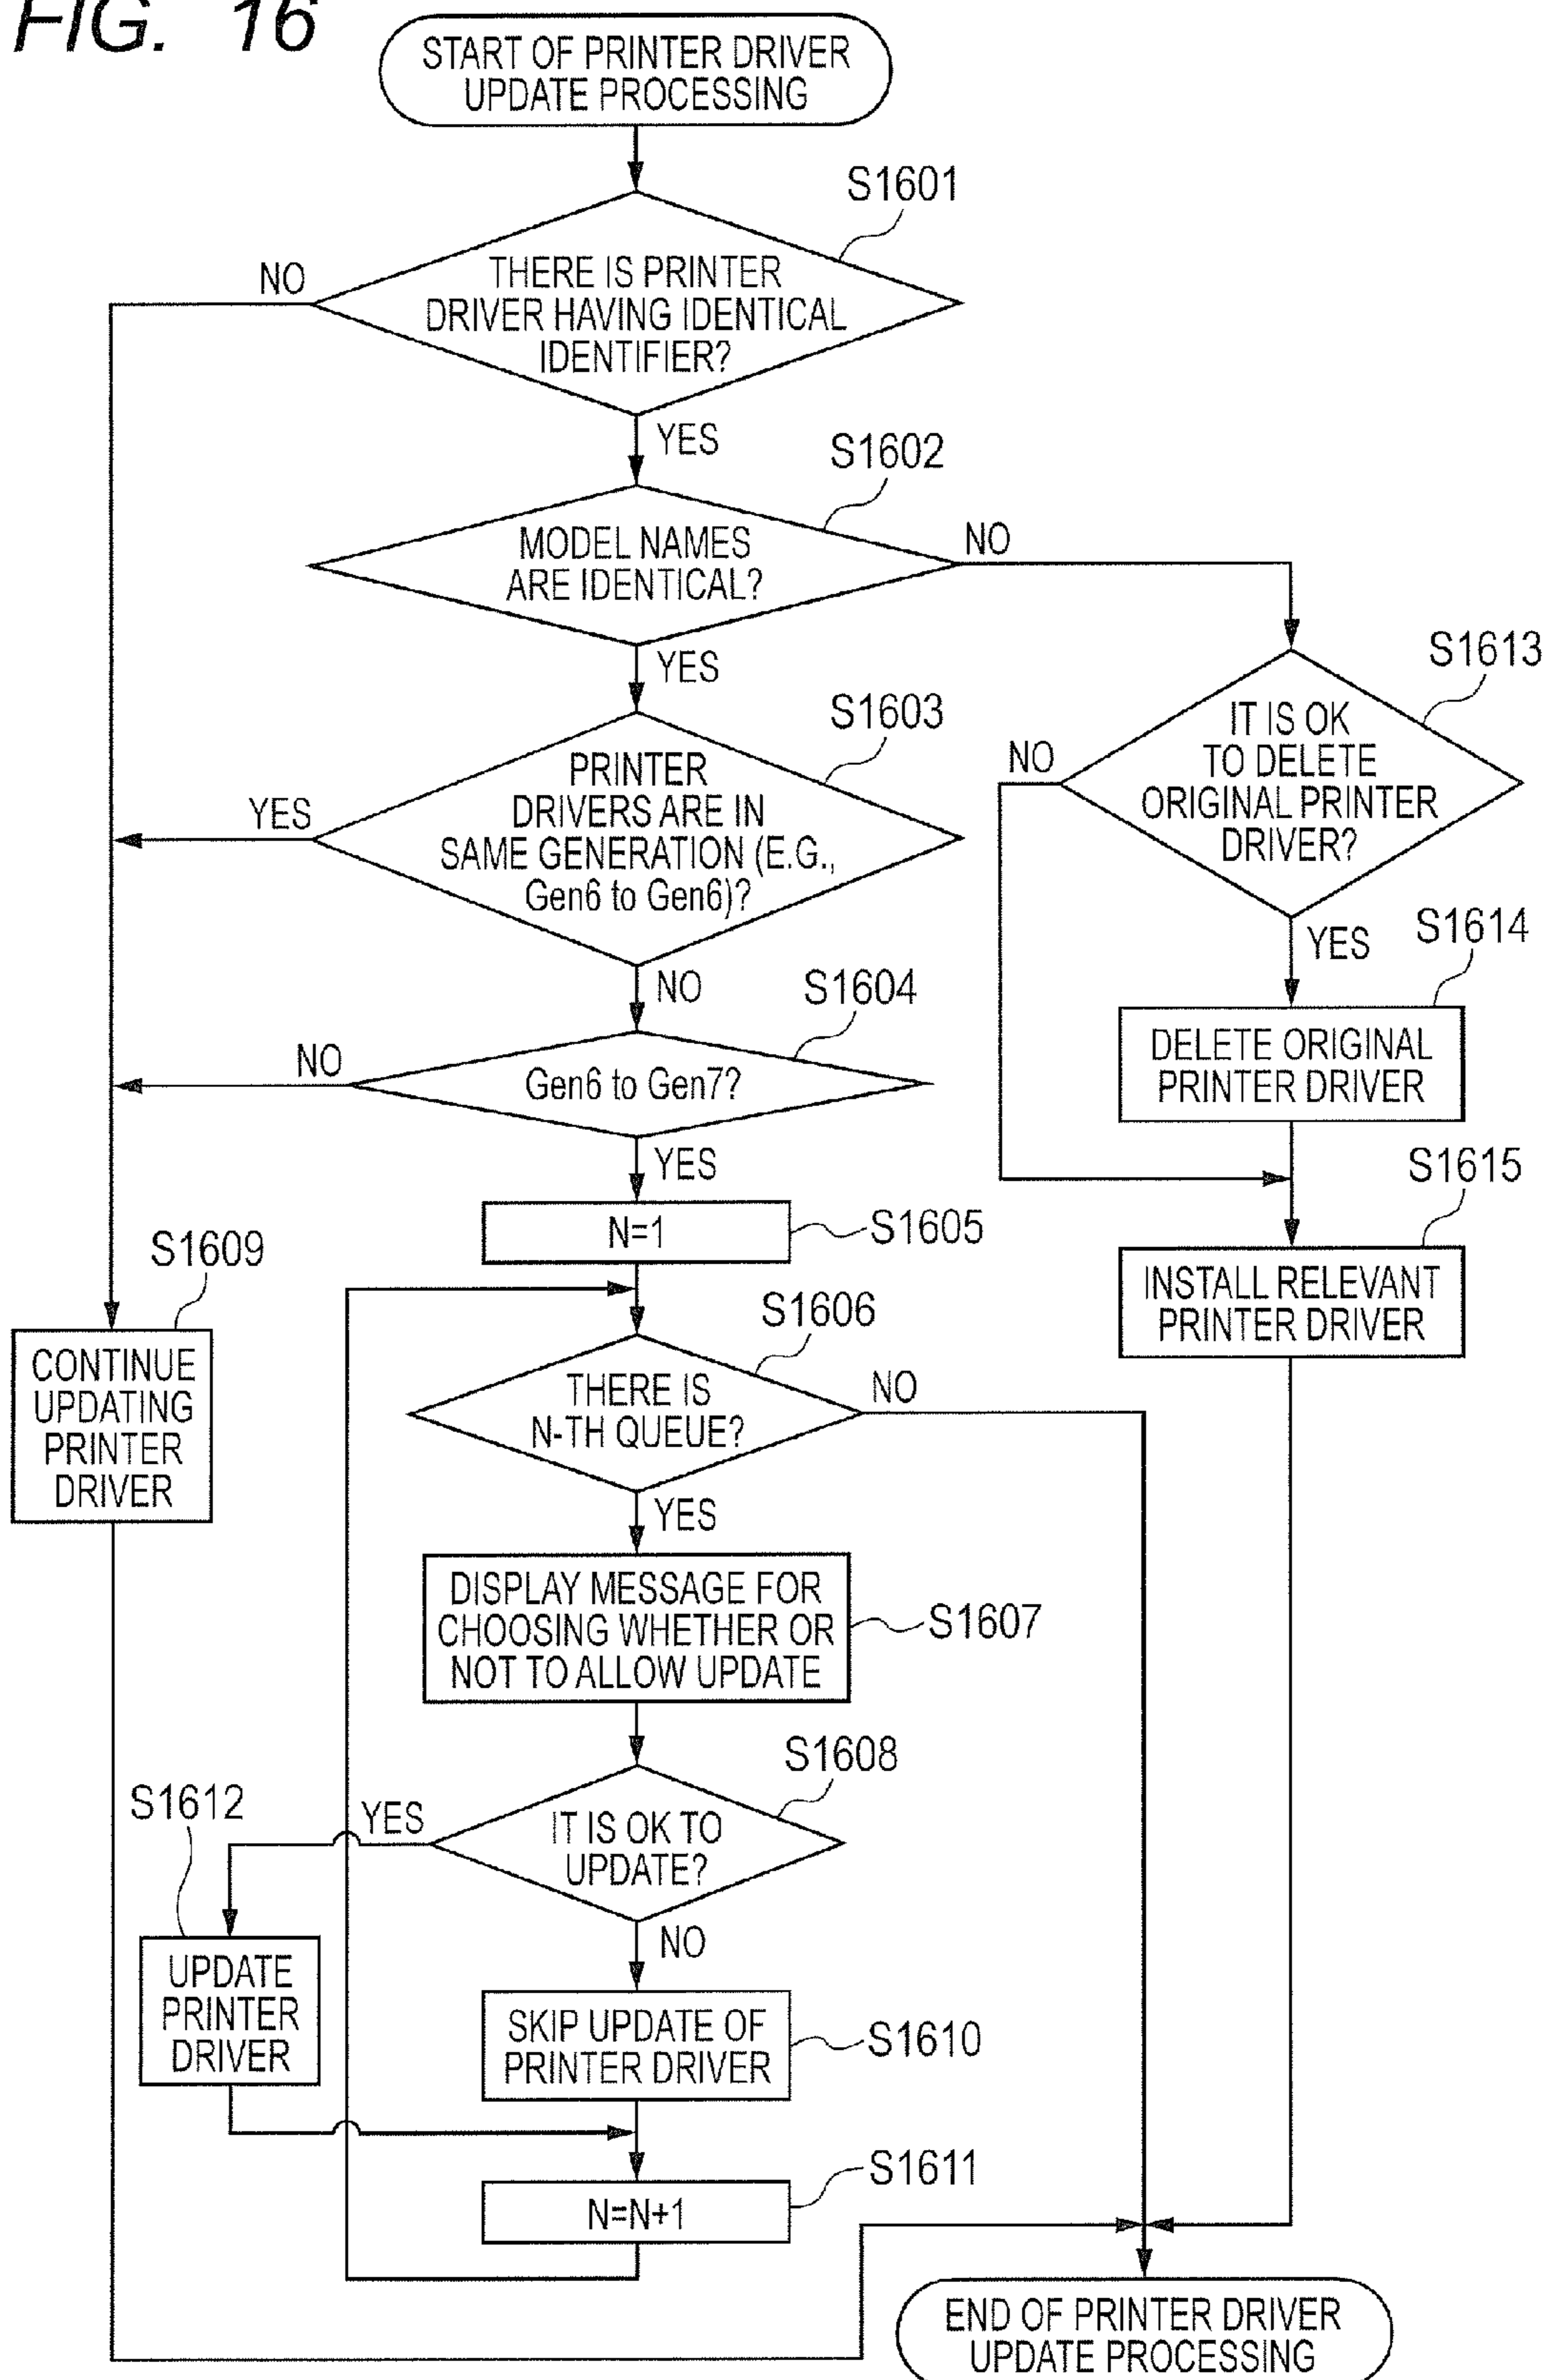 FIG. 16
START OF PRINTER DRIVER
UPDATE PROCESSING
S1601
THERE IS PRINTER
DRIVER HAVING IDENTICAL
IDENTIFIER?
NO
YES
S1602
MODEL NAMES
ARE IDENTICAL?
NO
YES
S1603
PRINTER
DRIVERS ARE IN
SAME GENERATION (E.G.,
Gen6 to Gen6)?
YES
NO
S1613
IT IS OK
TO DELETE
ORIGINAL PRINTER
DRIVER?
NO
YES
S1604
Gen6 to Gen7?
NO
YES
S1614
DELETE ORIGINAL
PRINTER DRIVER
N=1
S1605
S1615
INSTALL RELEVANT
PRINTER DRIVER
S1609
CONTINUE
UPDATING
PRINTER
DRIVER
S1606
THERE IS
N-TH QUEUE?
NO
YES
DISPLAY MESSAGE FOR
CHOOSING WHETHER OR
NOT TO ALLOW UPDATE
S1607
S1608
IT IS OK TO
UPDATE?
YES
NO
S1612
UPDATE
PRINTER
DRIVER
SKIP UPDATE OF
PRINTER DRIVER
S1610
N=N+1
S1611
END OF PRINTER DRIVER
UPDATE PROCESSING